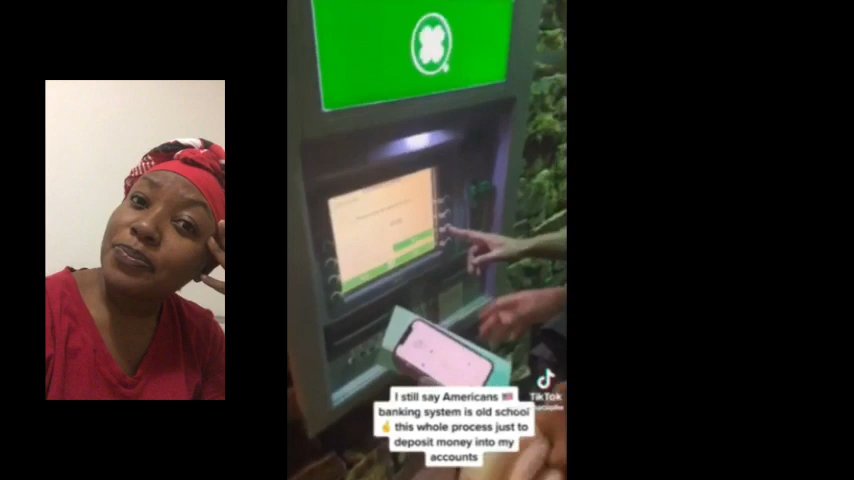 I still say Americans 🇺🇸
banking system is old school
🤞 this whole process just to
deposit money into my
accounts
TikTok